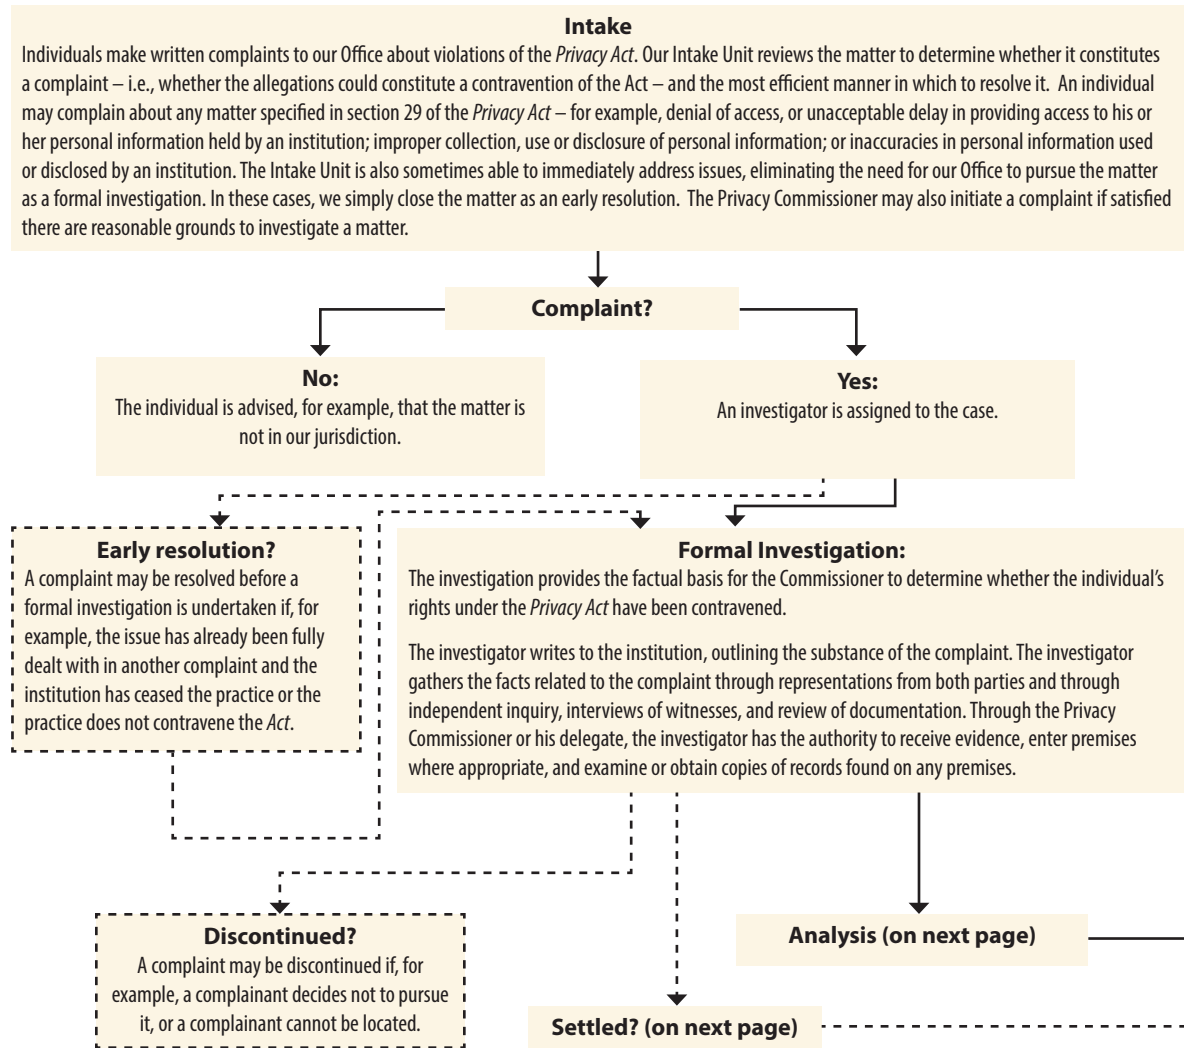 Intake
Individuals make written complaints to our Office about violations of the Privacy Act. Our Intake Unit reviews the matter to determine whether it constitutes
a complaint – i.e., whether the allegations could constitute a contravention of the Act – and the most efficient manner in which to resolve it. An individual
may complain about any matter specified in section 29 of the Privacy Act – for example, denial of access, or unacceptable delay in providing access to his or
her personal information held by an institution; improper collection, use or disclosure of personal information; or inaccuracies in personal information used
or disclosed by an institution. The Intake Unit is also sometimes able to immediately address issues, eliminating the need for our Office to pursue the matter
as a formal investigation. In these cases, we simply close the matter as an early resolution. The Privacy Commissioner may also initiate a complaint if satisfied
there are reasonable grounds to investigate a matter.
Complaint?
No:
The individual is advised, for example, that the matter is
not in our jurisdiction.
Yes:
An investigator is assigned to the case.
Early resolution?
A complaint may be resolved before a
formal investigation is undertaken if, for
example, the issue has already been fully
dealt with in another complaint and the
institution has ceased the practice or the
practice does not contravene the Act.
Formal Investigation:
The investigation provides the factual basis for the Commissioner to determine whether the individual's
rights under the Privacy Act have been contravened.
The investigator writes to the institution, outlining the substance of the complaint. The investigator
gathers the facts related to the complaint through representations from both parties and through
independent inquiry, interviews of witnesses, and review of documentation. Through the Privacy
Commissioner or his delegate, the investigator has the authority to receive evidence, enter premises
where appropriate, and examine or obtain copies of records found on any premises.
Discontinued?
A complaint may be discontinued if, for
example, a complainant decides not to pursue
it, or a complainant cannot be located.
Analysis (on next page)
Settled? (on next page)